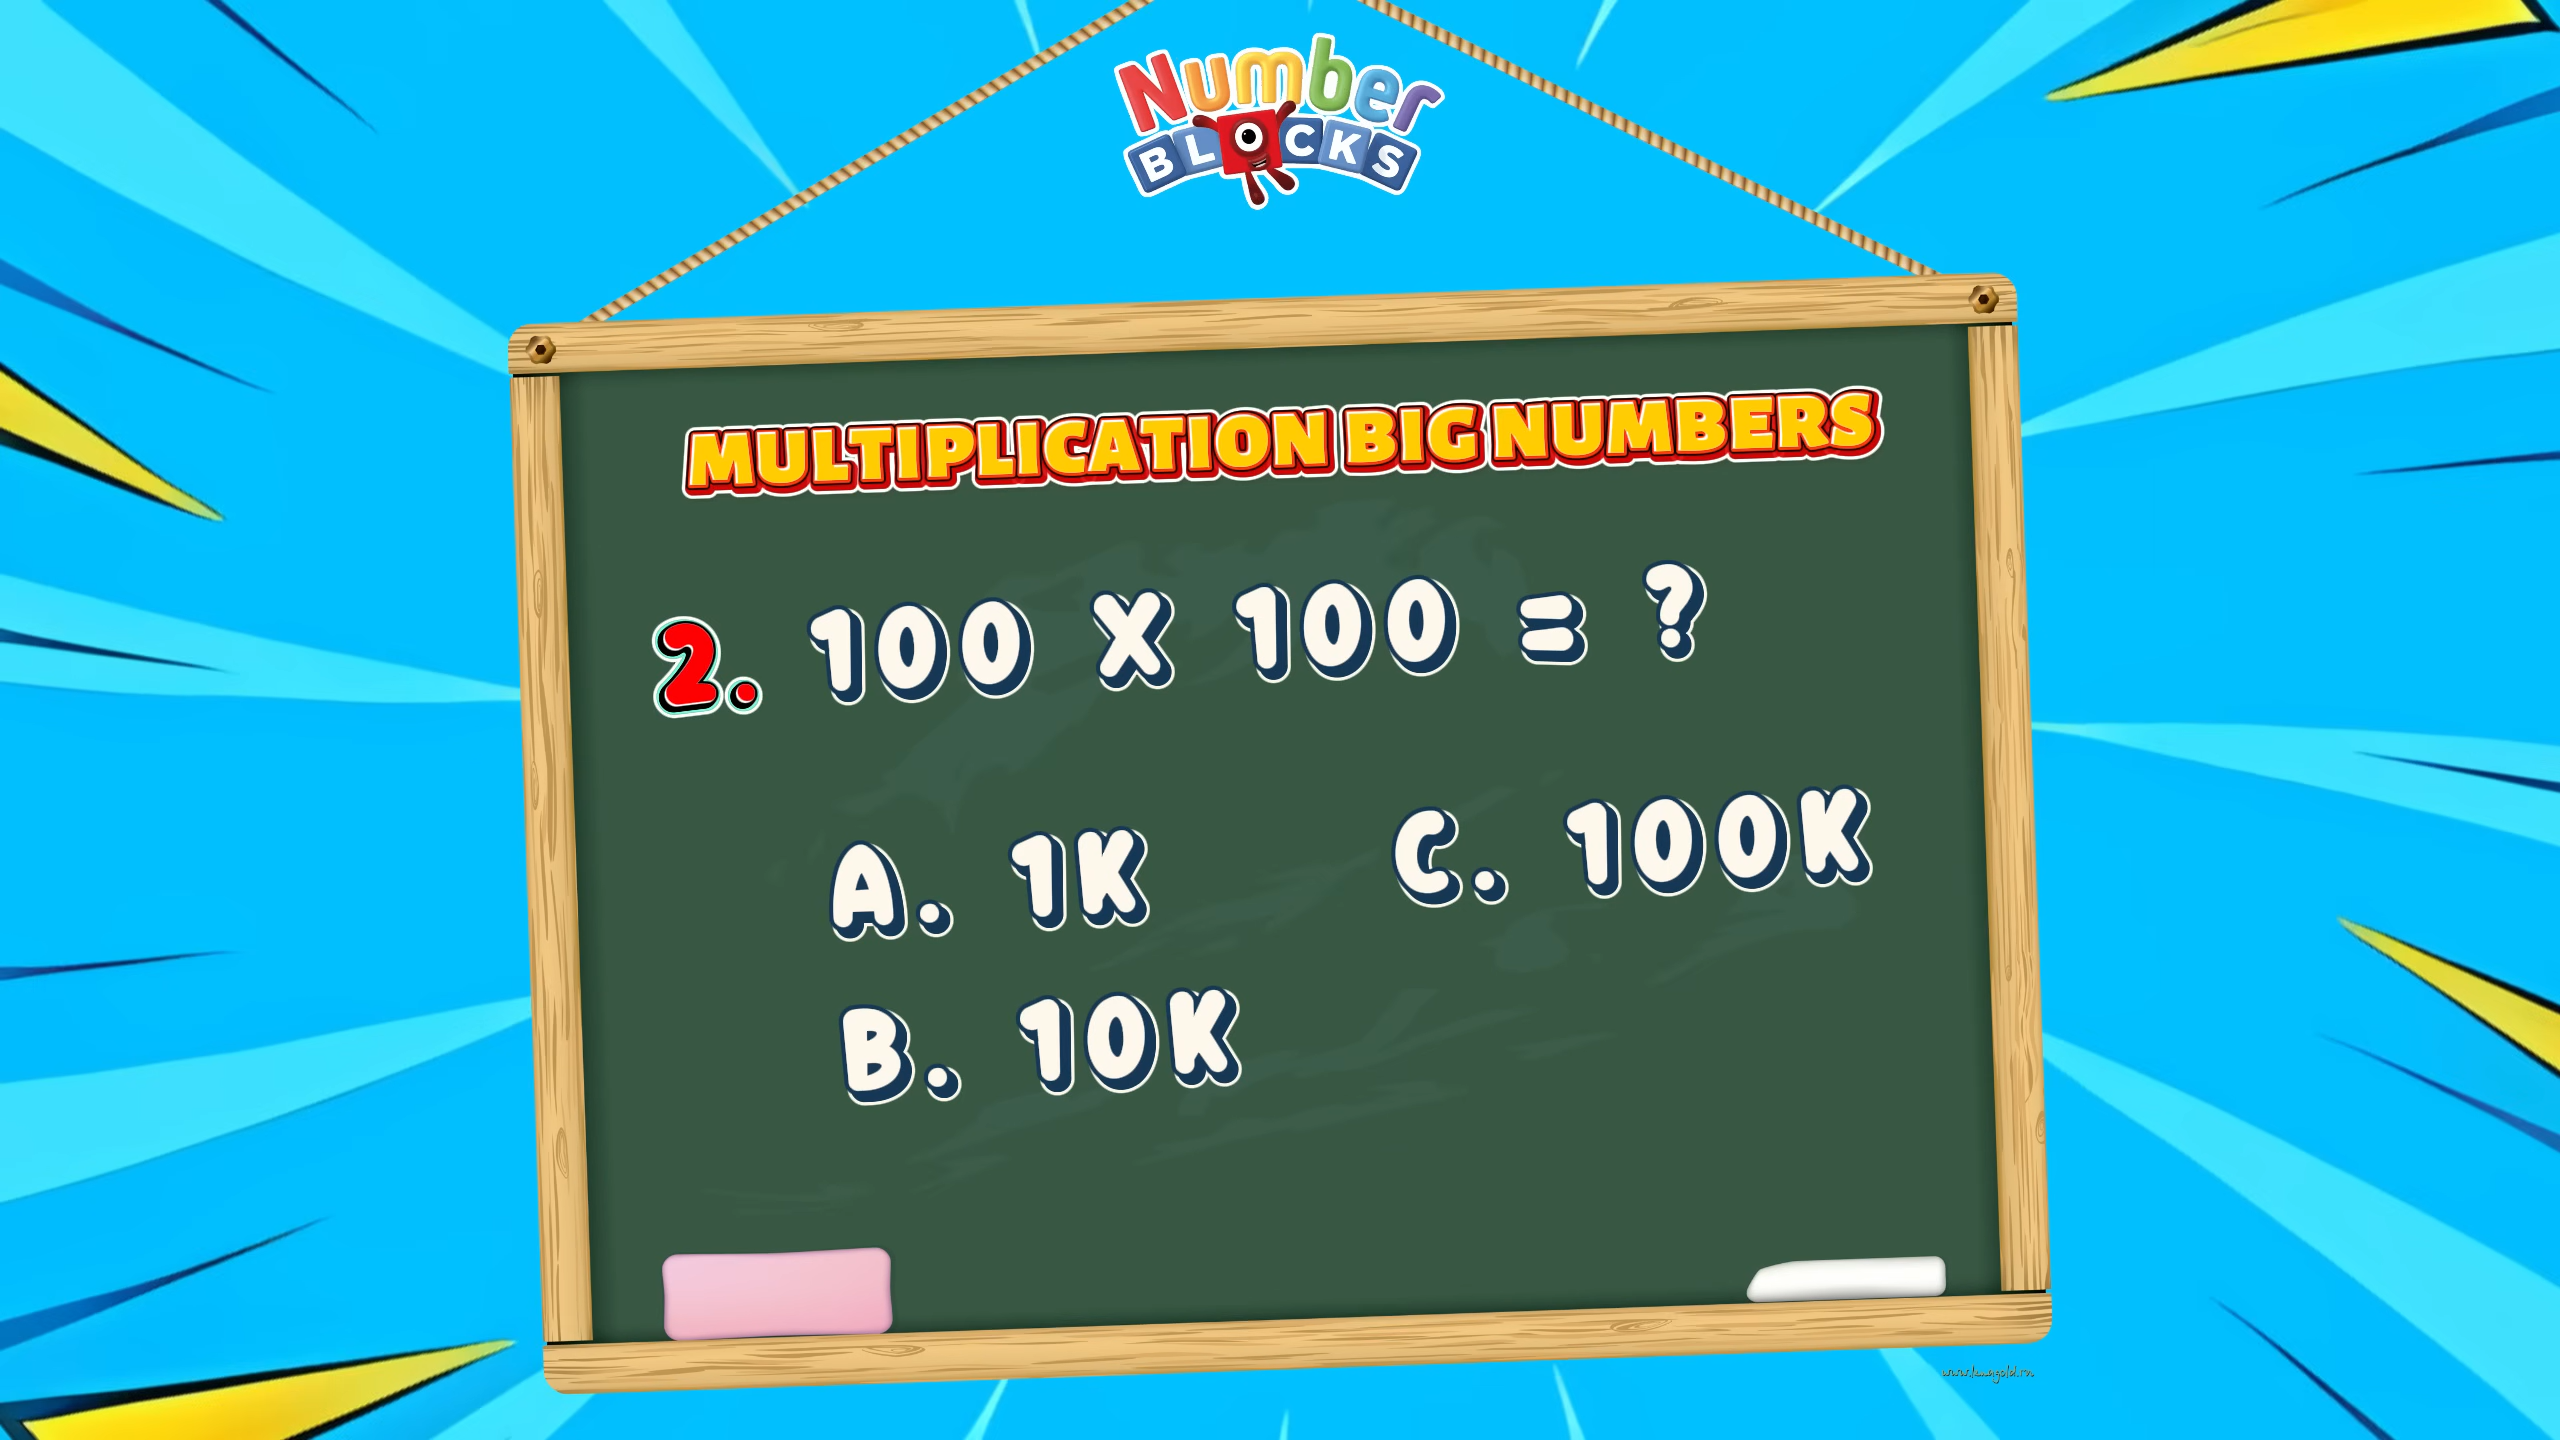 Number
BLOCKS
MULTIPLICATION BIG NUMBERS
2. 100 X 100 = ?
A. 1K
B. 10K
C. 100K